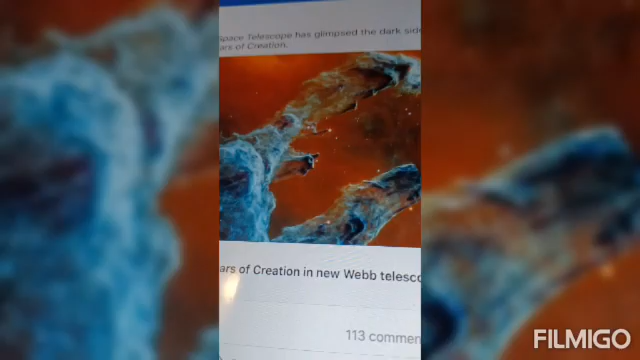 space Telescope has glimpsed the dark side
ars of Creation.
ars of Creation in new Webb telesco
113 commen
FILMIGO